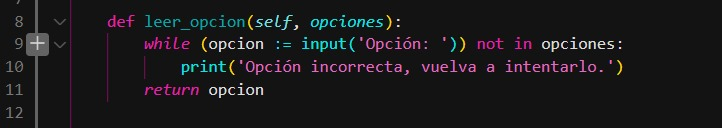 8 def leer_opcion(self, opciones):
9 while (opcion := input('Opción: ')) not in opciones:
10 print('Opción incorrecta, vuelva a intentarlo.')
11 return opcion
12